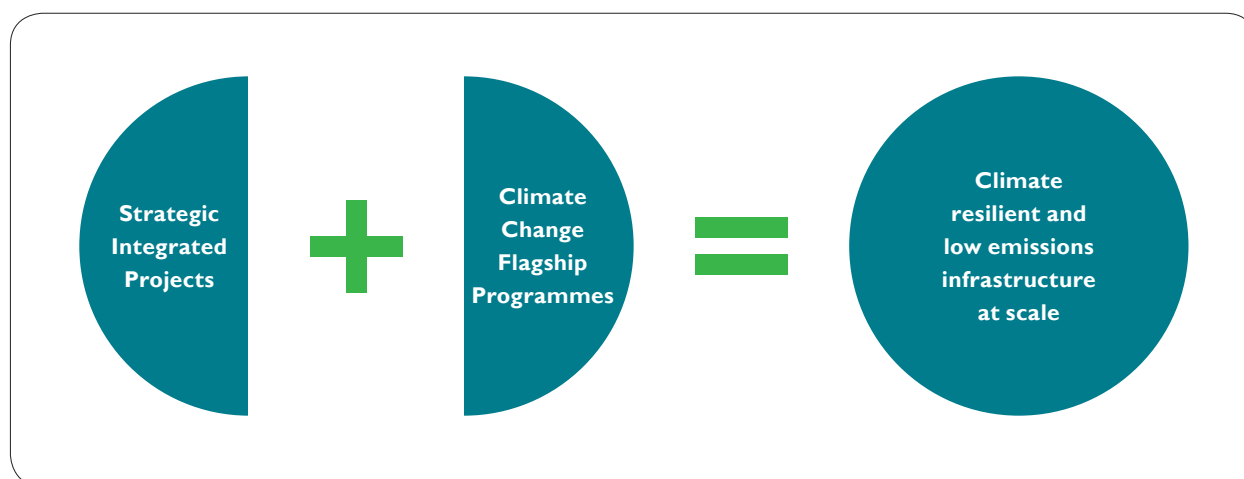 Strategic
Integrated
Projects
Climate
Change
Flagship
Programmes
Climate
resilient and
low emissions
infrastructure
at scale